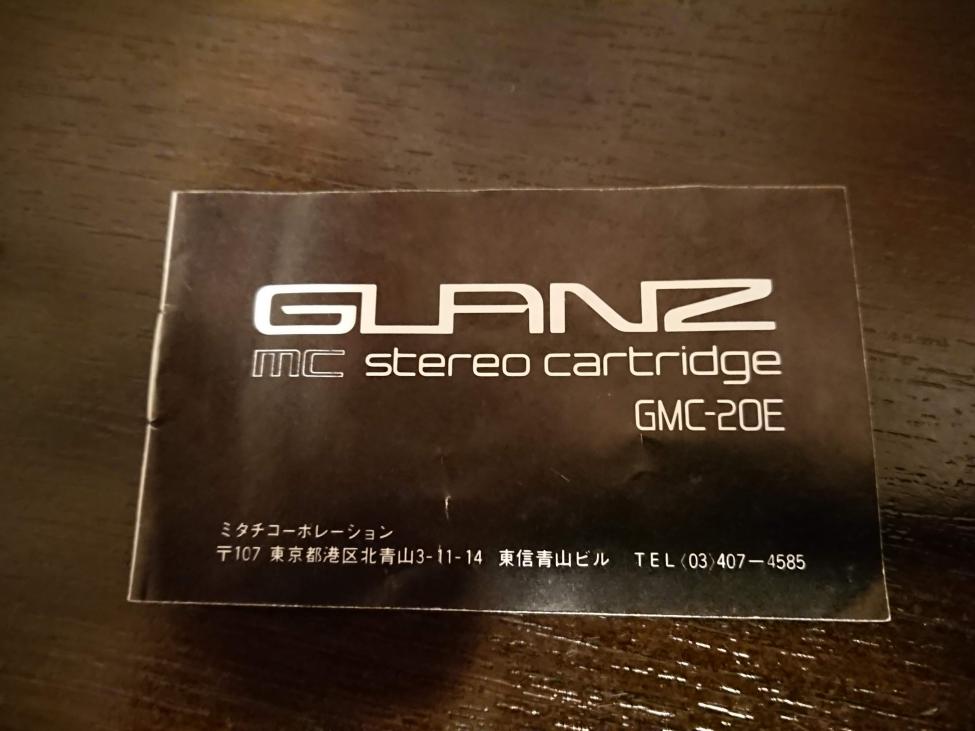 GLANZ
mc stereo cartridge
GMC-20E
ミタチコーポレーション
〒107 東京都港区北青山3-11-14 東信青山ビル TEL〈03〉407－4585